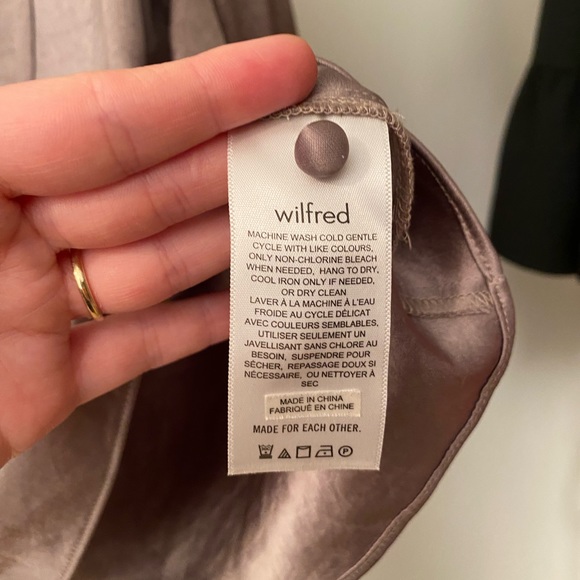 wilfred
MACHINE WASH COLD GENTLE
CYCLE WITH LIKE COLOURS,
ONLY NON-CHLORINE BLEACH
WHEN NEEDED, HANG TO DRY,
COOL IRON ONLY IF NEEDED,
OR DRY CLEAN
LAVER À LA MACHINE À L'EAU
FROIDE AU CYCLE DÉLICAT
AVEC COULEURS SEMBLABLES,
UTILISER SEULEMENT UN
JAVELLISANT SANS CHLORE AU
BESOIN, SUSPENDRE POUR
SÉCHER, REPASSAGE DOUX SI
NÉCESSAIRE, OU NETTOYER À
SEC
MADE IN CHINA
FABRIQUÉ EN CHINE
MADE FOR EACH OTHER.
P